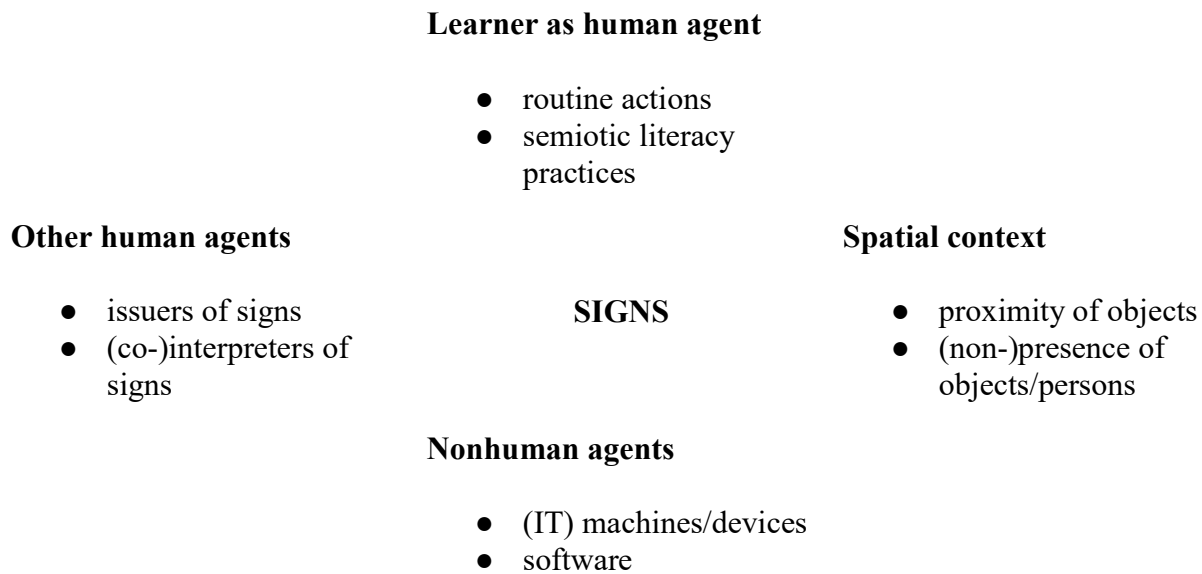 Learner as human agent
● routine actions
● semiotic literacy
practices
Other human agents
● issuers of signs
● (co-)interpreters of
signs
SIGNS
Spatial context
● proximity of objects
● (non-)presence of
objects/persons
Nonhuman agents
● (IT) machines/devices
● software